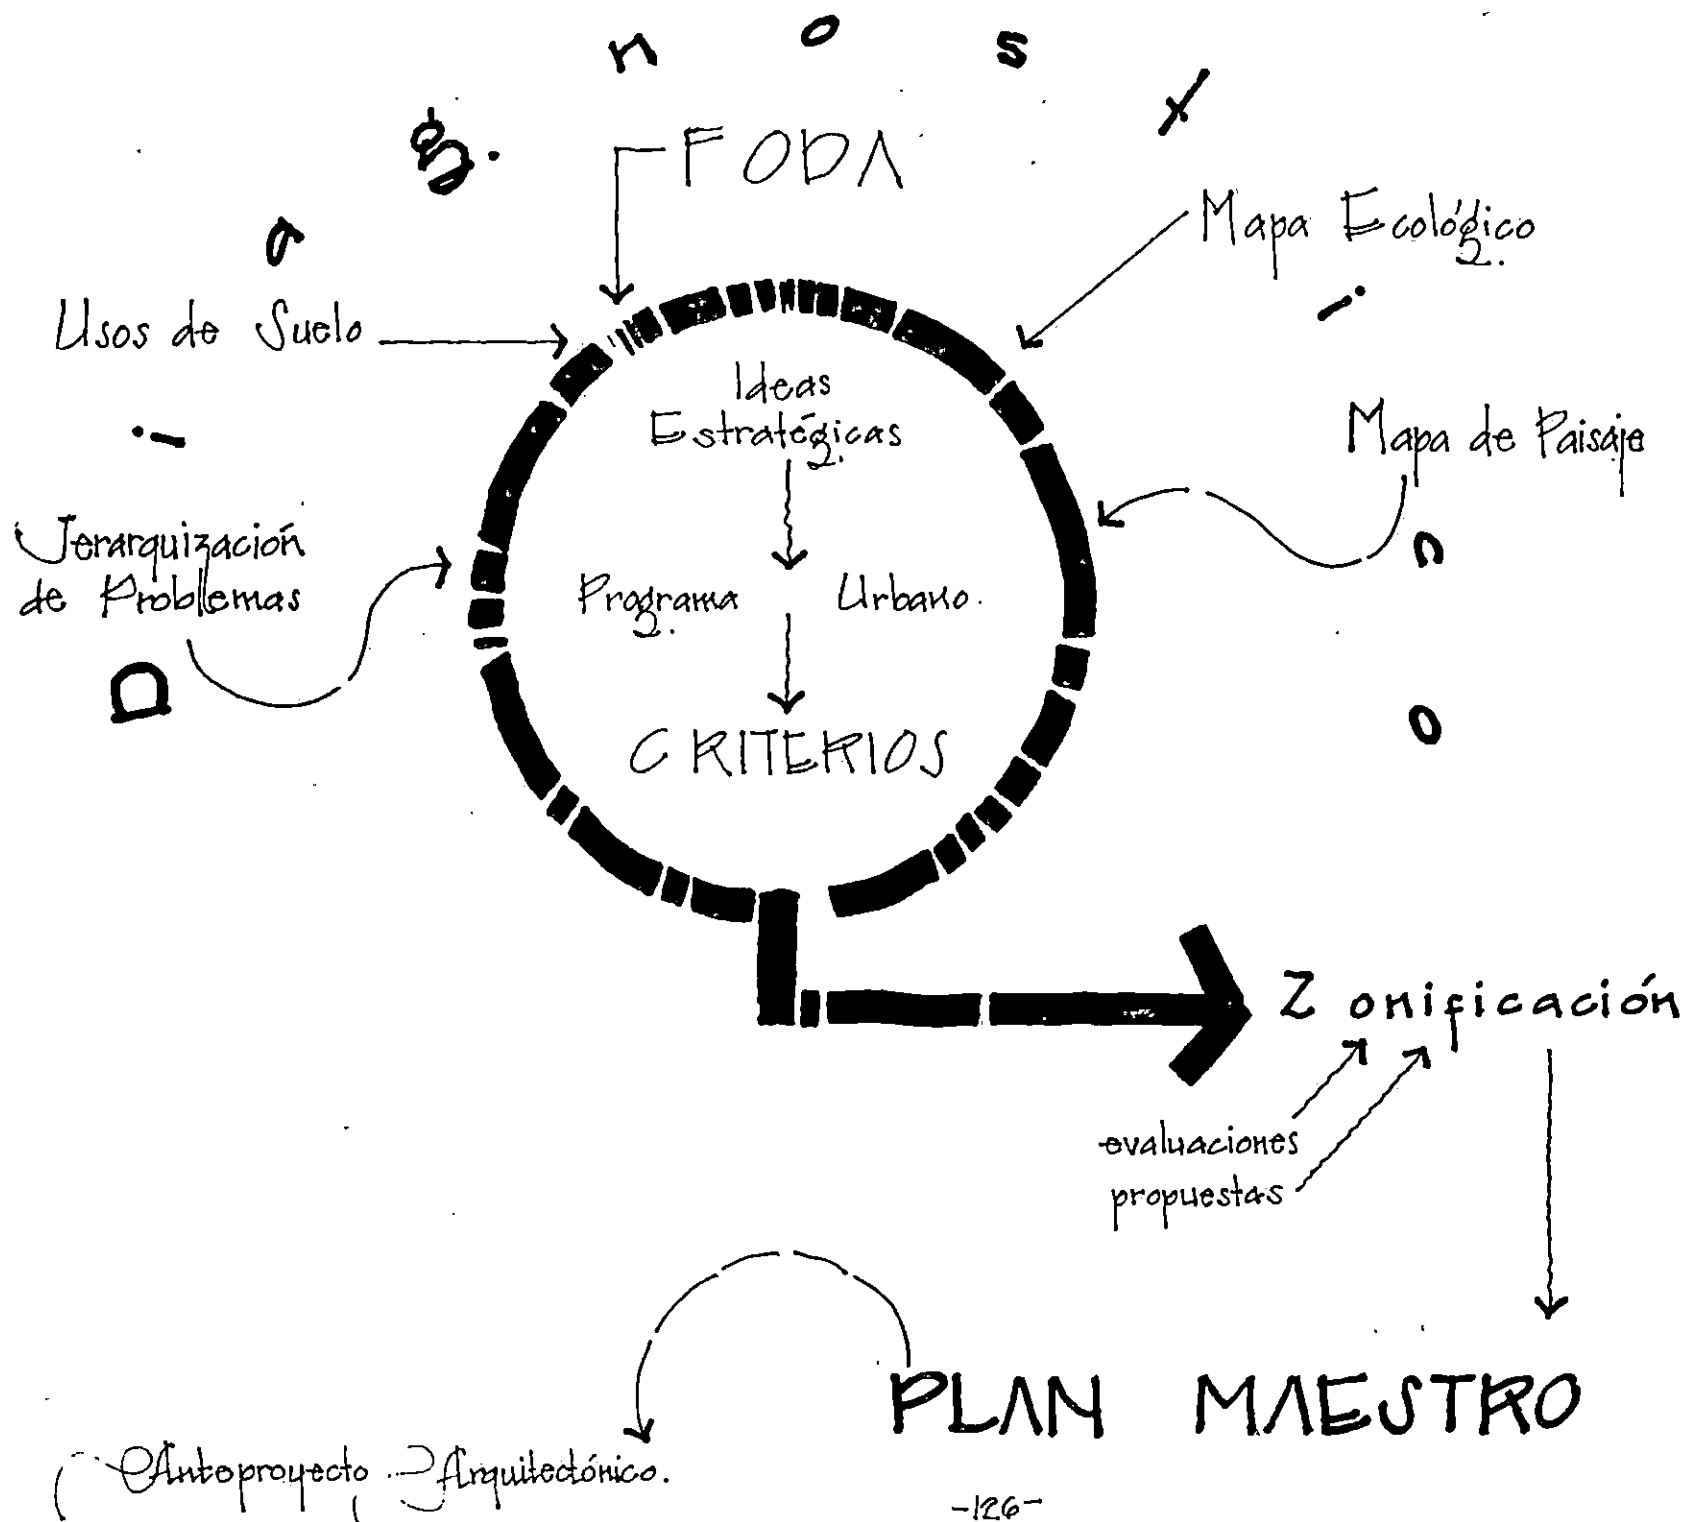 Diagnostico
FODA
Mapa Ecológico
Usos de Suelo
Ideas
Estratégicas
Mapa de Paisaje
Jerarquización
de Problemas
Programa Urbano.
CRITERIOS
Zonificación
evaluaciones
propuestas
PLAN MAESTRO
Anteproyecto Arquitectónico.
-126-